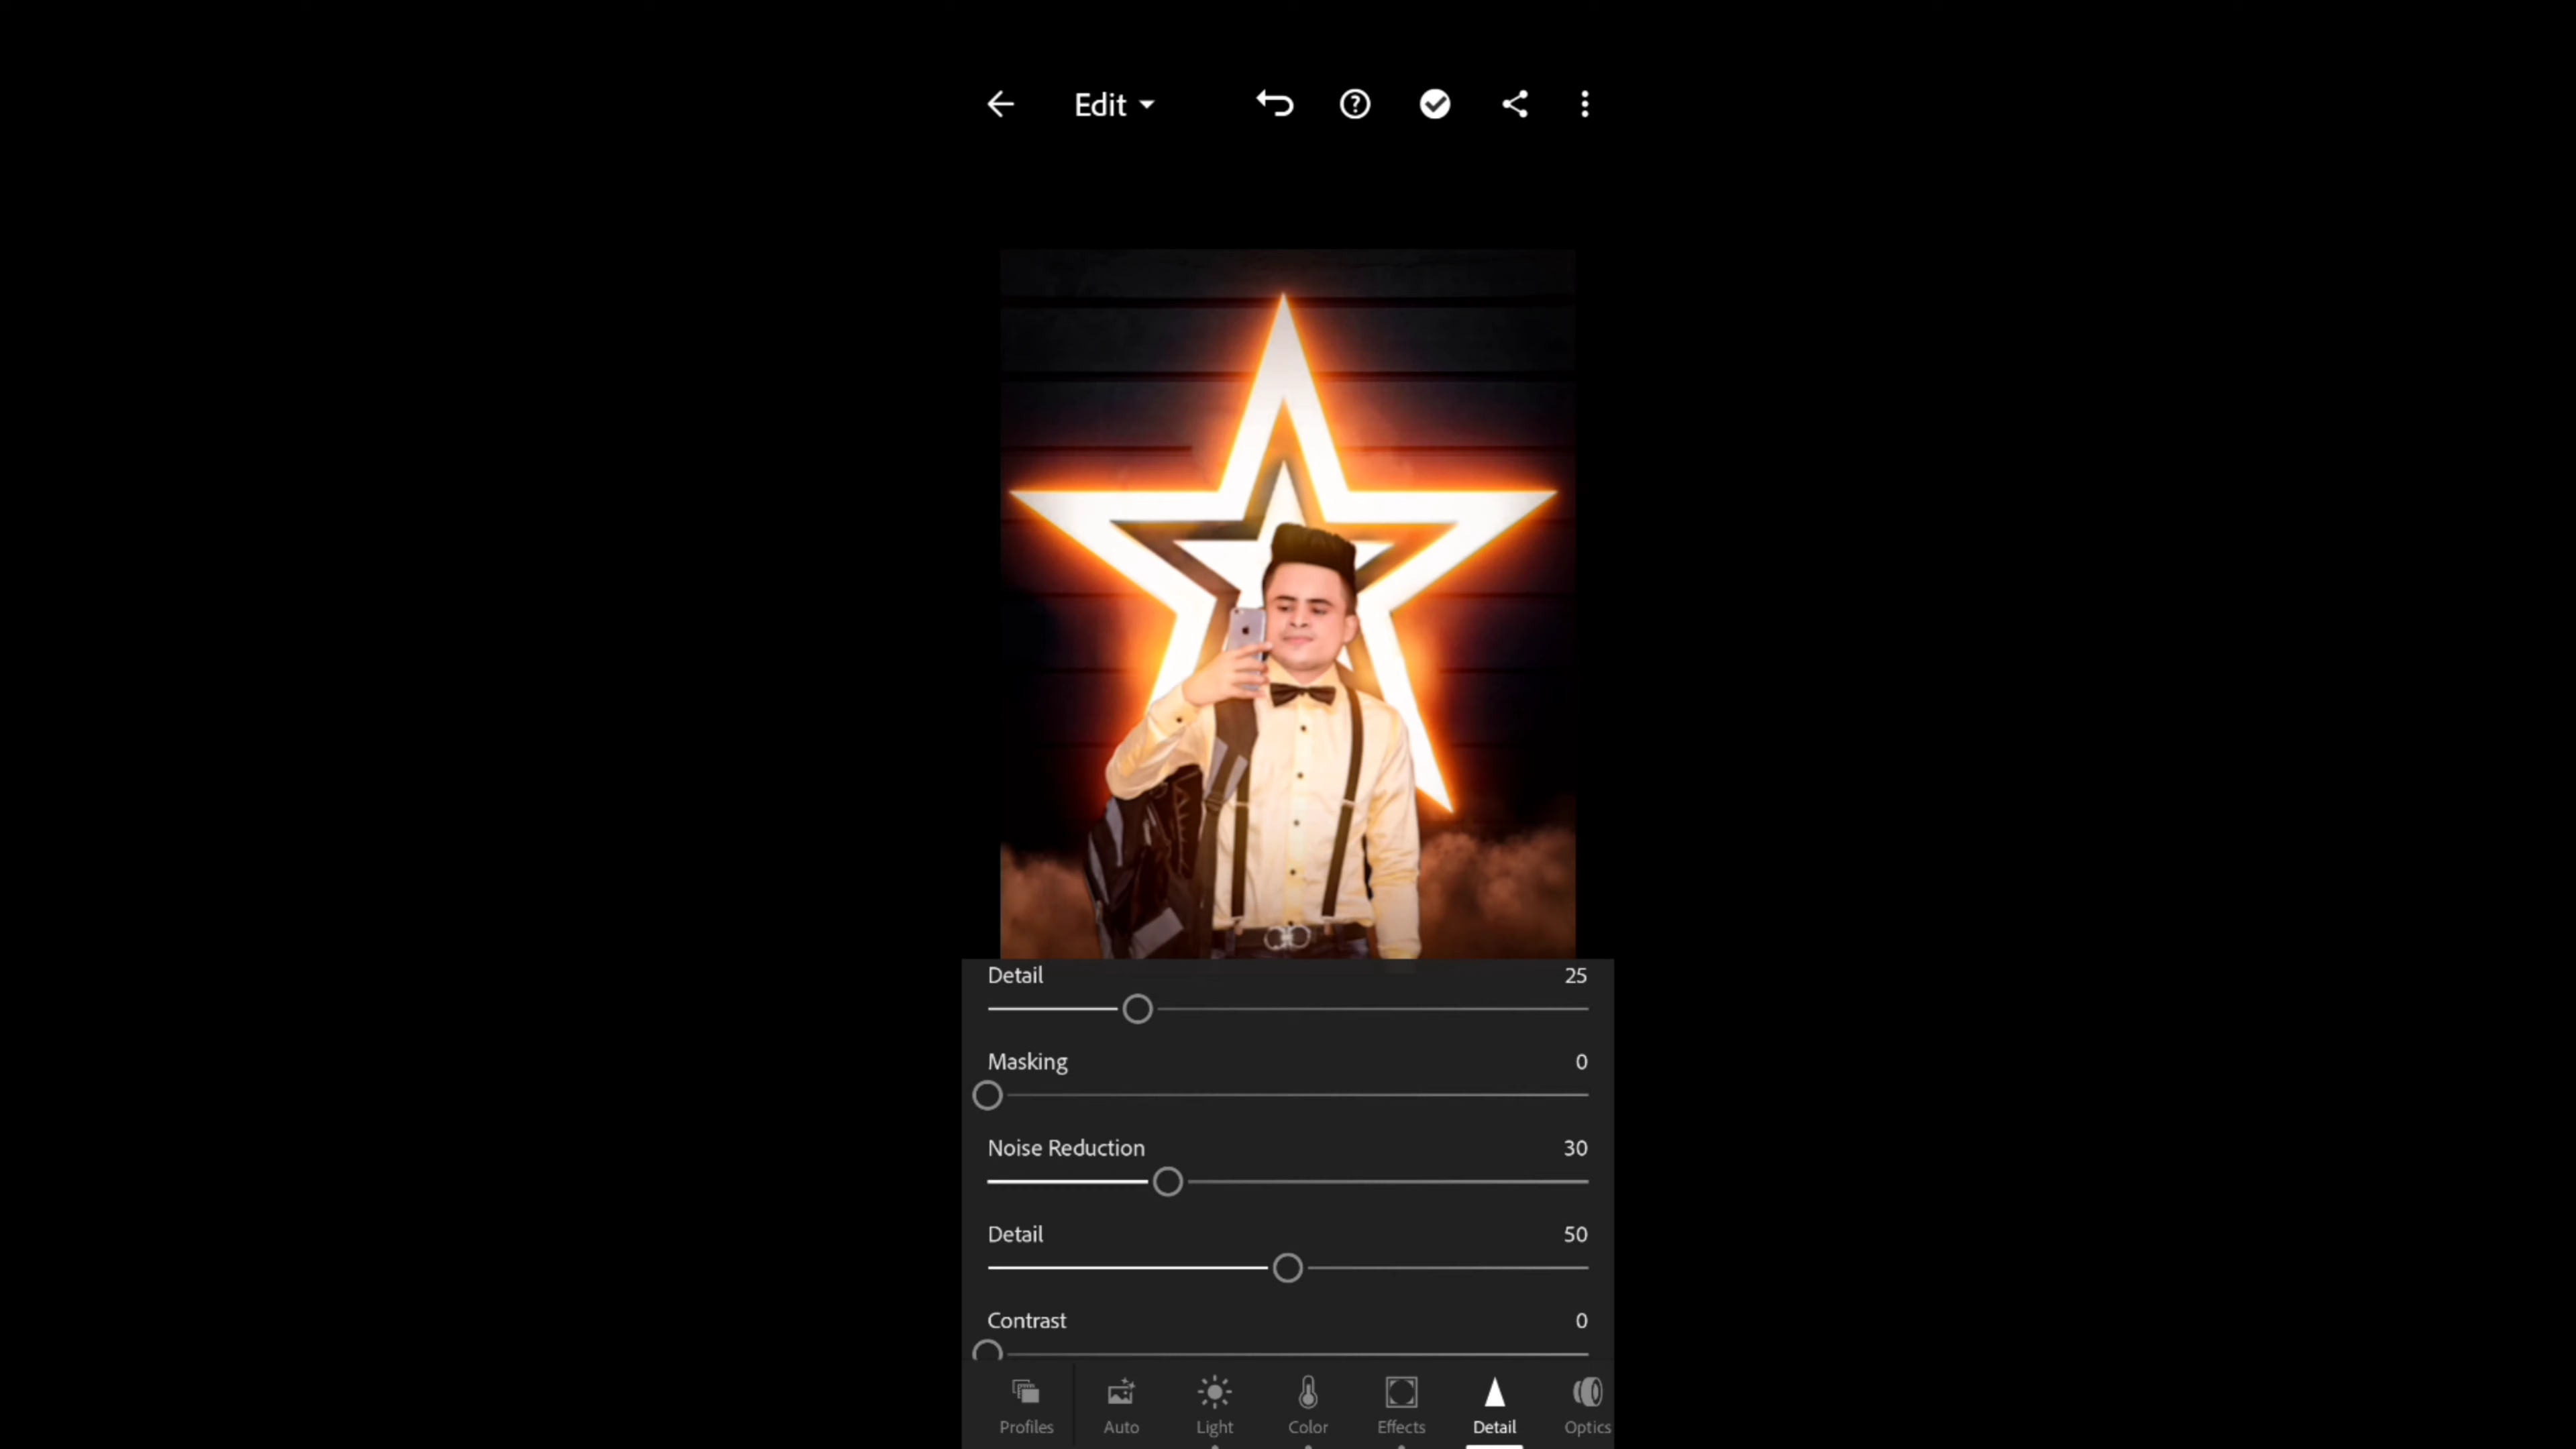 Edit
Detail 25
Masking 0
Noise Reduction 30
Detail 50
Contrast 0
Profiles Auto Light Color Effects Detail Optics